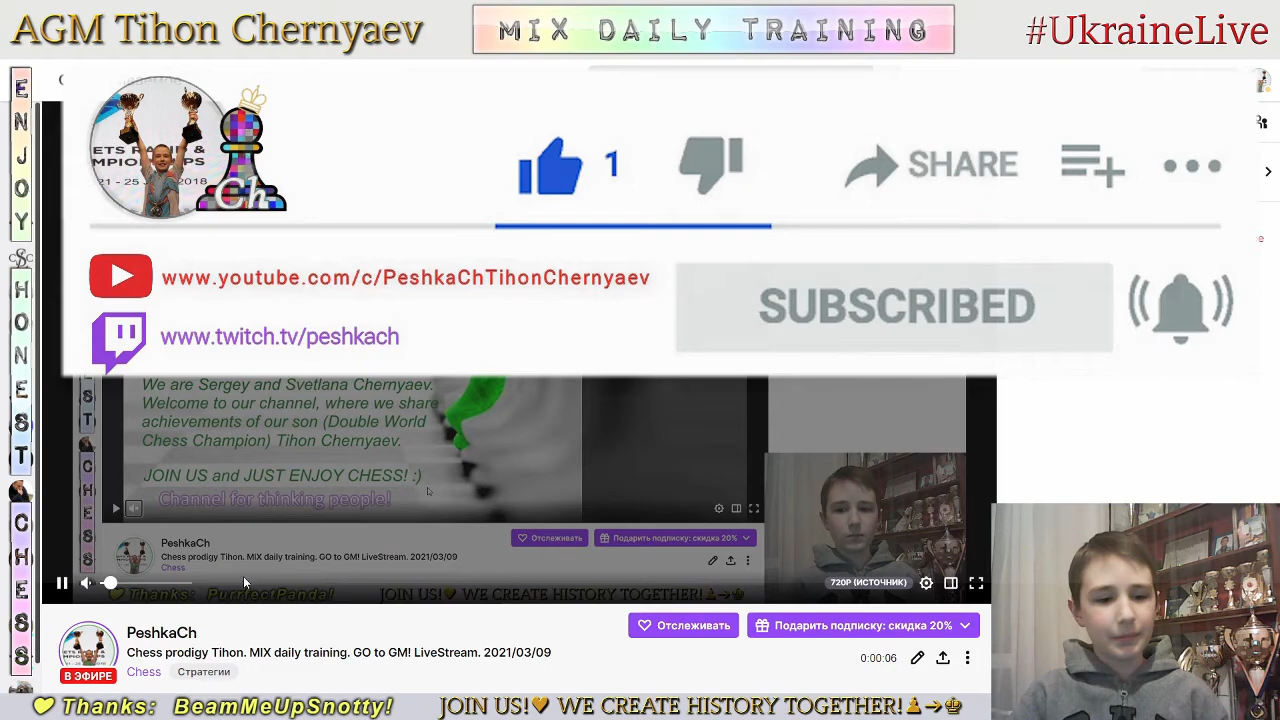 AGM Tihon Chernyaev
MIX DAILY TRAINING
#UkraineLive
ENJOY
HONEST
CHESS
ETS RAPID &
MPIONSHIPS
Ch
1
SHARE
www.youtube.com/c/PeshkaChTihonChernyaev
www.twitch.tv/peshkach
SUBSCRIBED
We are Sergey and Svetlana Chernyaev.
Welcome to our channel, where we share
achievements of our son (Double World
Chess Champion) Tihon Chernyaev.
JOIN US and JUST ENJOY CHESS! :)
Channel for thinking people!
CHESS
PeshkaCh
Chess prodigy Tihon. MIX daily training. GO to GM! LiveStream. 2021/03/09
Chess
Отслеживать
Подарить подписку: скидка 20%
Thanks: PurrfectPanda!
JOIN US! WE CREATE HISTORY TOGETHER!
720P (ИСТОЧНИК)
PeshkaCh
Chess prodigy Tihon. MIX daily training. GO to GM! LiveStream. 2021/03/09
В ЭФИРЕ
Chess
Стратегии
Отслеживать
Подарить подписку: скидка 20%
0:00:06
Thanks: BeamMeUpSnotty!
JOIN US! WE CREATE HISTORY TOGETHER!